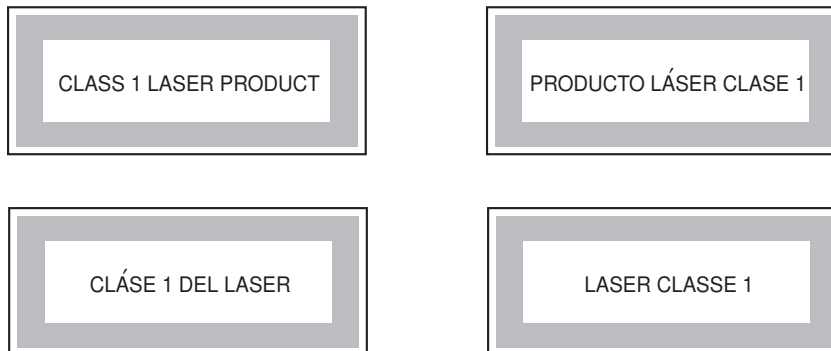 CLASS 1 LASER PRODUCT
PRODUCTO LÁSER CLASE 1
CLÁSE 1 DEL LASER
LASER CLASSE 1